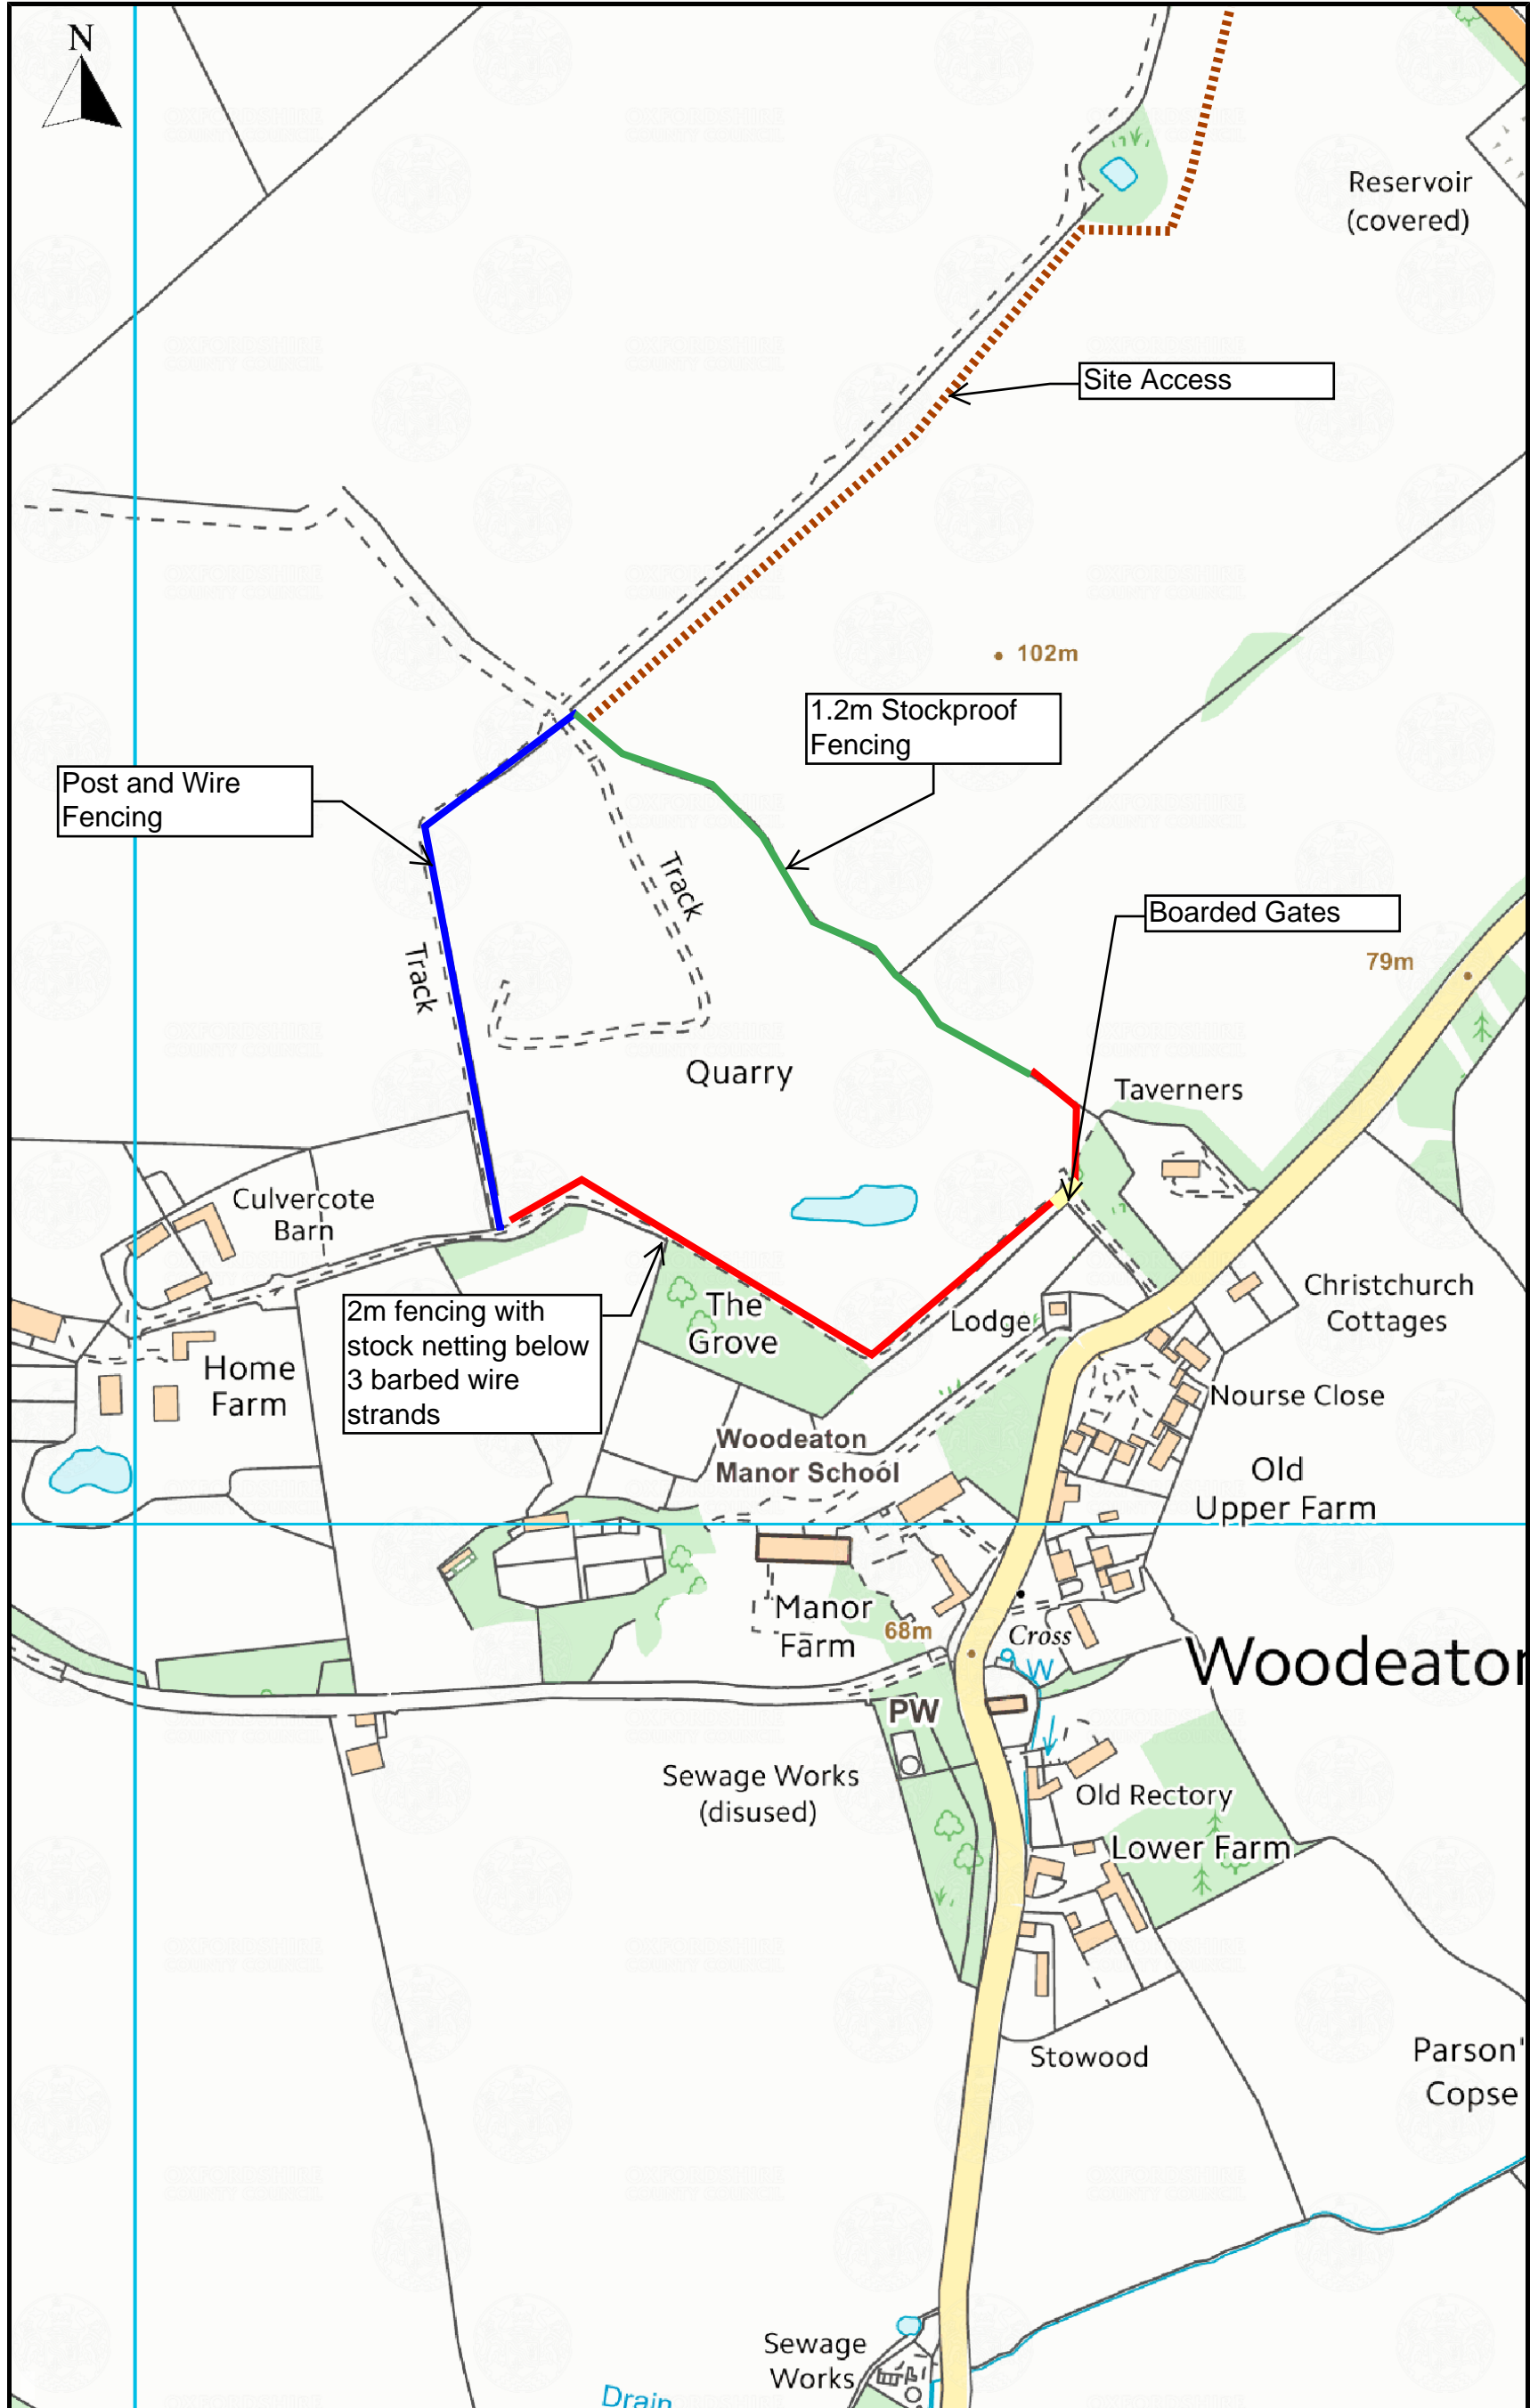 N
Reservoir
(covered)
Site Access
102m
1.2m Stockproof
Fencing
Post and Wire
Fencing
Track
Boarded Gates
79m
Track
Quarry
Taverners
Culvercote
Barn
Christchurch
Cottages
2m fencing with
stock netting below
3 barbed wire
strands
The
Grove
Lodge
Home
Farm
Nourse Close
Woodeaton
Manor School
Old
Upper Farm
Manor
Farm
68m
Cross
W
Woodeaton
PW
Sewage Works
(disused)
Old Rectory
Lower Farm
Stowood
Parson'
Copse
Sewage
Works
Drain
OXFORDSHIRE
COUNTY COUNCIL